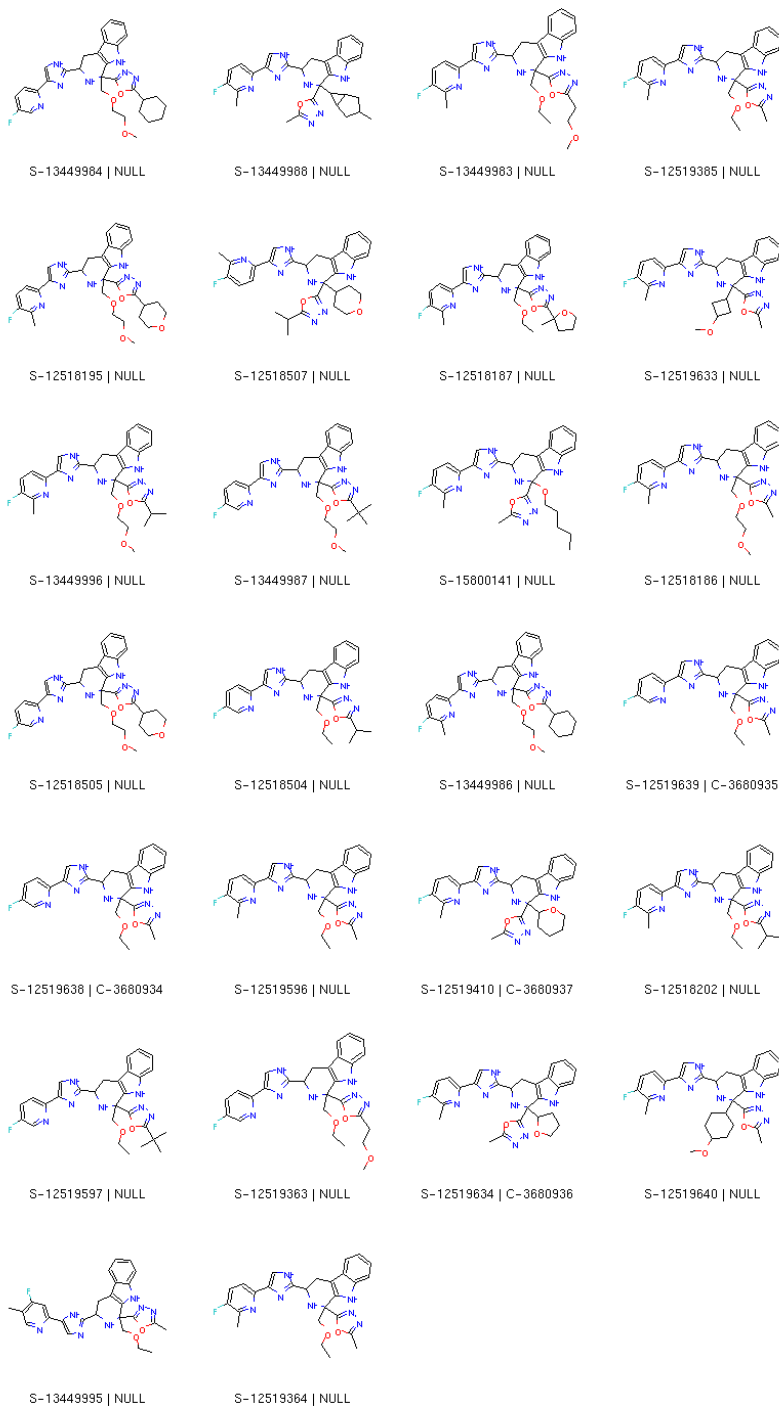 S-13449984 | NULL
S-13449988 | NULL
S-13449983 | NULL
S-12519385 | NULL
S-12518195 | NULL
S-12518507 | NULL
S-12518187 | NULL
S-12519633 | NULL
S-13449996 | NULL
S-13449987 | NULL
S-15800141 | NULL
S-12518186 | NULL
S-12518505 | NULL
S-12518504 | NULL
S-13449986 | NULL
S-12519639 | C-3680935
S-12519638 | C-3680934
S-12519596 | NULL
S-12519410 | C-3680937
S-12518202 | NULL
S-12519597 | NULL
S-12519363 | NULL
S-12519634 | C-3680936
S-12519640 | NULL
S-13449995 | NULL
S-12519364 | NULL